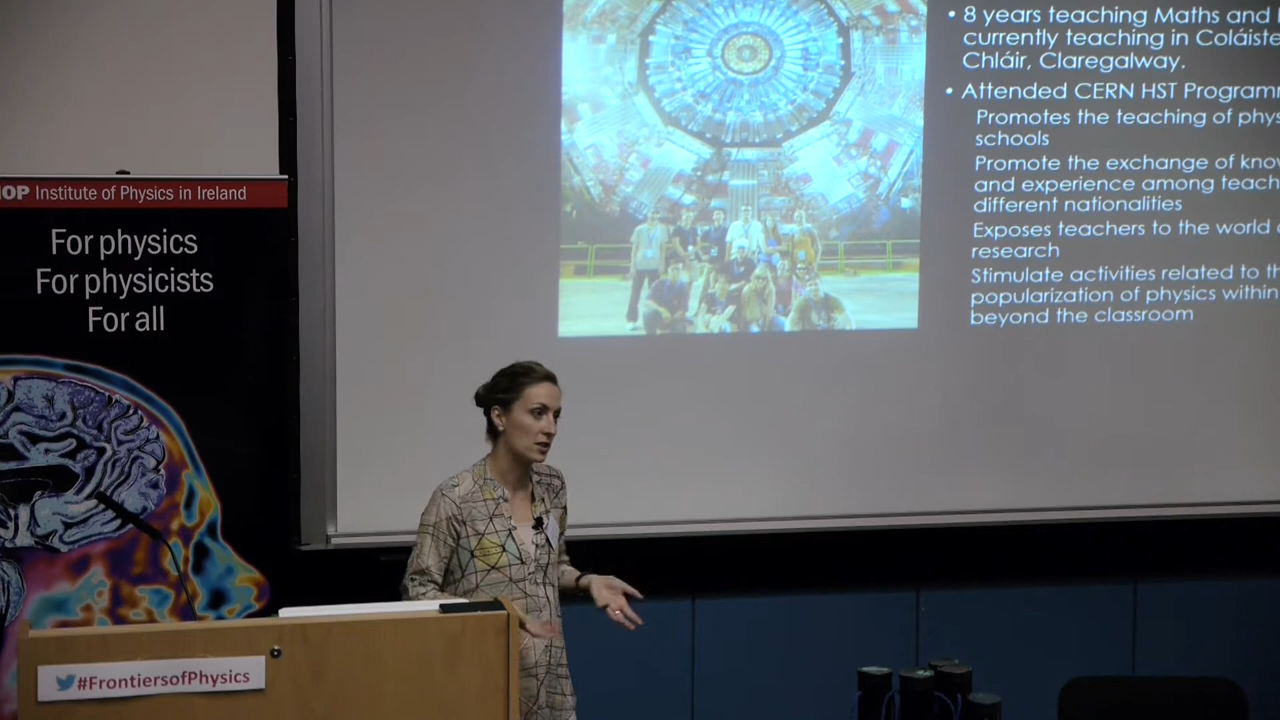 IOP Institute of Physics in Ireland
For physics
For physicists
For all
#FrontiersofPhysics
• 8 years teaching Maths and
currently teaching in Coláiste
Chláir, Claregalway.
• Attended CERN HST Program
Promotes the teaching of phys
schools
Promote the exchange of know
and experience among teach
different nationalities
Exposes teachers to the world
research
Stimulate activities related to th
popularization of physics within
beyond the classroom